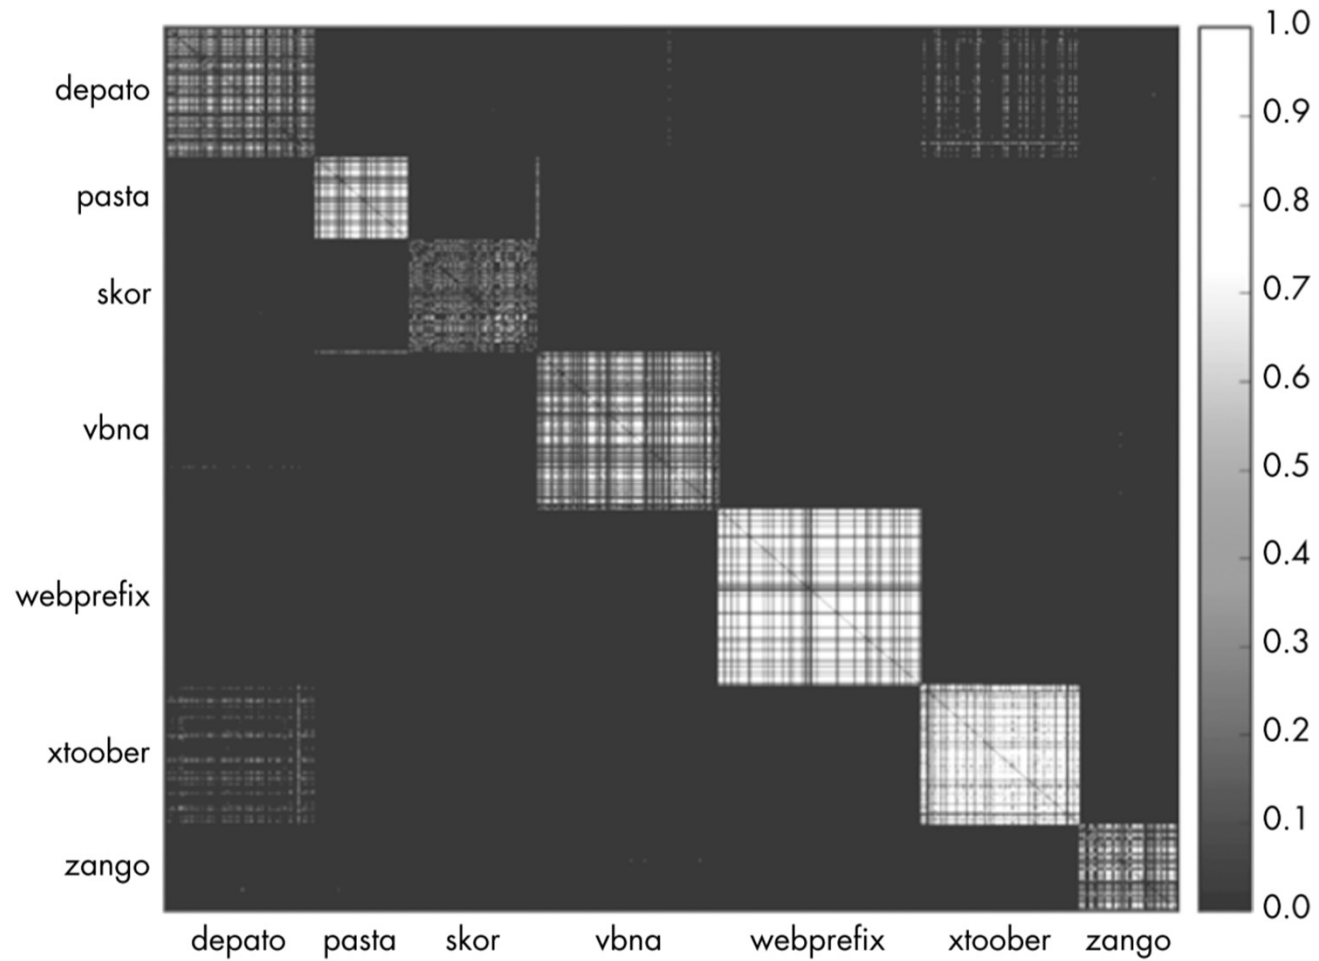 depato
pasta
skor
vbna
webprefix
xtoober
zango
depato pasta skor vbna webprefix xtoober zango
1.0
0.9
0.8
0.7
0.6
0.5
0.4
0.3
0.2
0.1
0.0